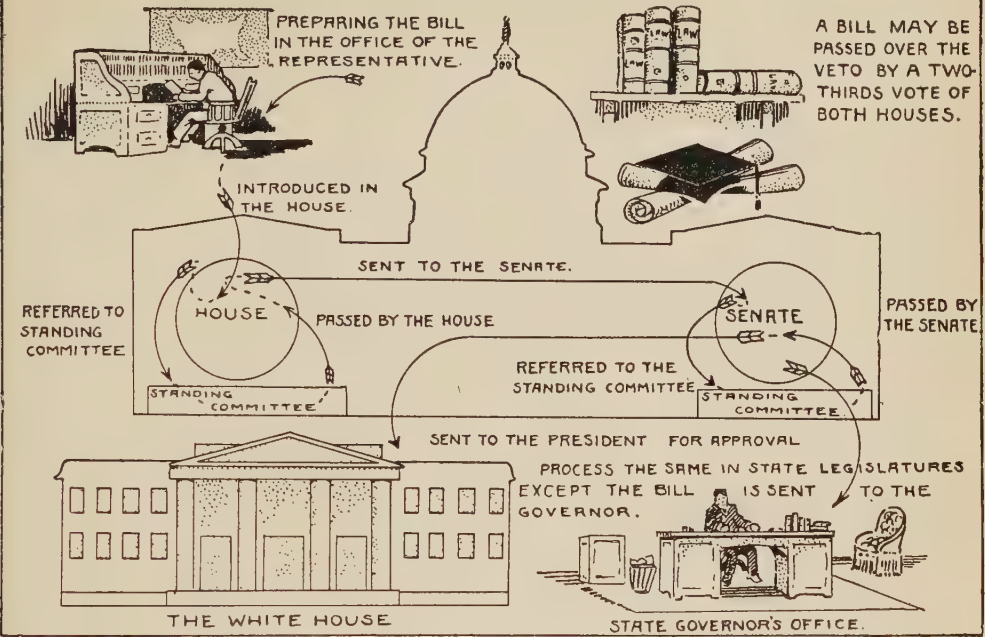 PREPARING THE BILL
IN THE OFFICE OF THE
REPRESENTATIVE.
LAW
LAW
LAW
A BILL MAY BE
PASSED OVER THE
VETO BY A TWO-
THIRDS VOTE OF
BOTH HOUSES.
INTRODUCED IN
THE HOUSE.
SENT TO THE SENATE.
REFERRED TO
STANDING
COMMITTEE
HOUSE
PASSED BY THE HOUSE
SENATE
PASSED BY
THE SENATE
REFERRED TO THE
STANDING COMMITTEE
STANDING
COMMITTEE
STANDING
COMMITTEE
SENT TO THE PRESIDENT FOR APPROVAL
PROCESS THE SAME IN STATE LEGISLATURES
EXCEPT THE BILL IS SENT TO THE
GOVERNOR.
THE WHITE HOUSE
STATE GOVERNOR'S OFFICE.